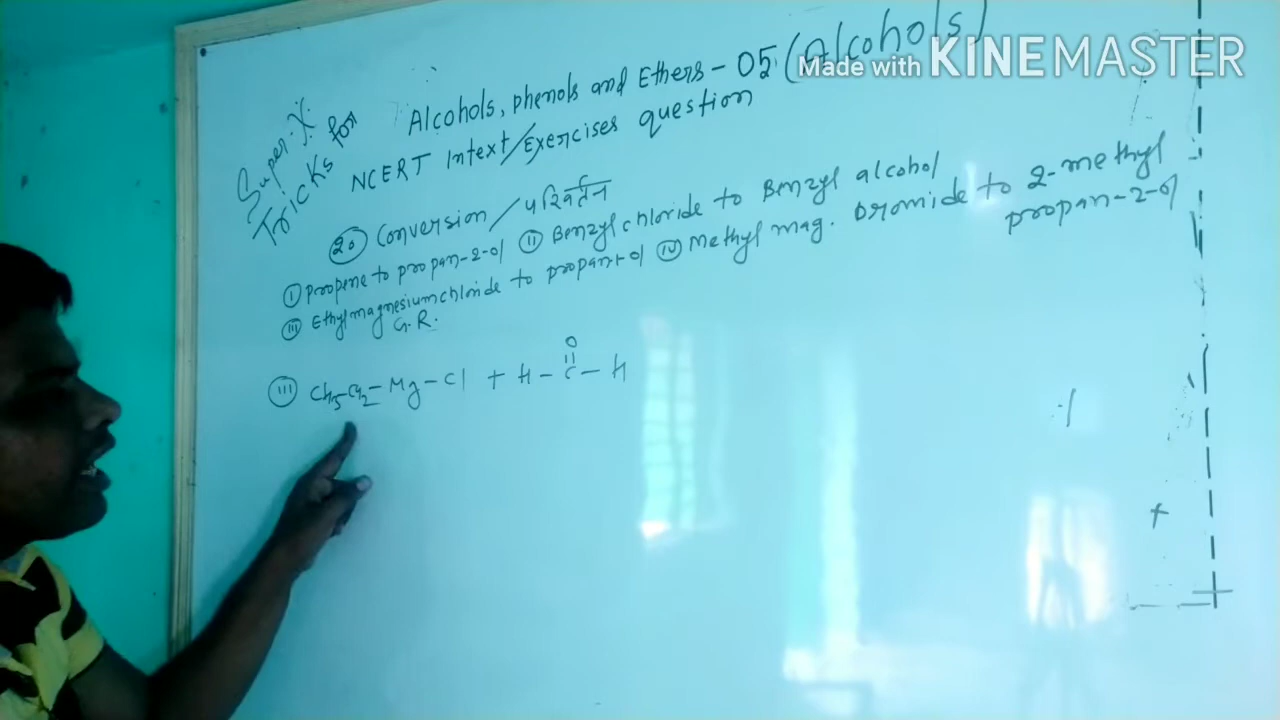 Made with KINEMASTER
Super.X.
Tricks for
Alcohols, phenols and Ethers - 05 (Alcohols)
NCERT Intext/Exercises question
20 Conversion / परिवर्तन
(I) Propene to propan-2-ol (II) Benzyl chloride to Benzyl alcohol
(III) Ethylmagnesium chloride to propan-1-ol (IV) Methyl mag. bromide to 2-methyl
propan-2-ol
G.R.
O
(III) CH3-CH2-Mg-Cl + H-C-H